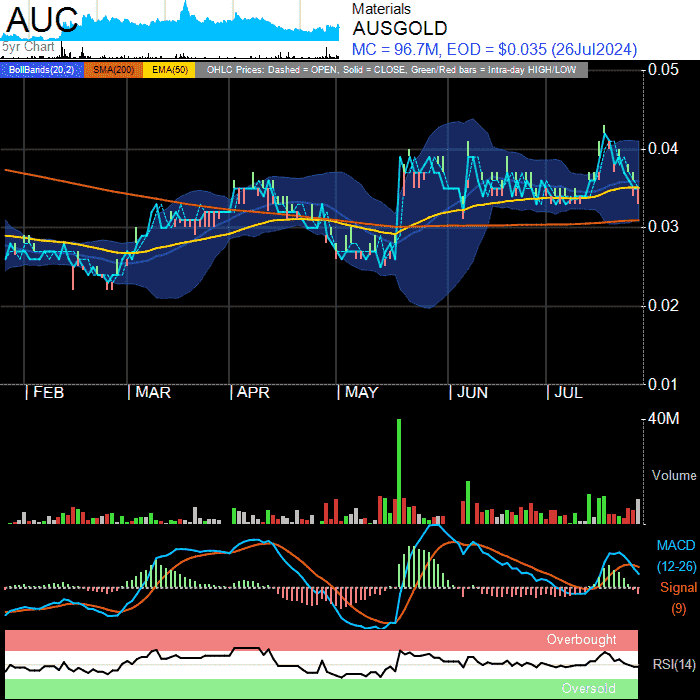 AUC
5yr Chart
Materials
AUSGOLD
MC = 96.7M, EOD = $0.035 (26Jul2024)
BollBands(20,2) SMA(200) EMA(50) OHLC Prices: Dashed = OPEN, Solid = CLOSE, Green/Red bars = Intra-day HIGH/LOW
0.05
0.04
0.03
0.02
0.01
| FEB | MAR | APR | MAY | JUN | JUL
40M
Volume
MACD
(12-26)
Signal
(9)
Overbought
RSI(14)
Oversold